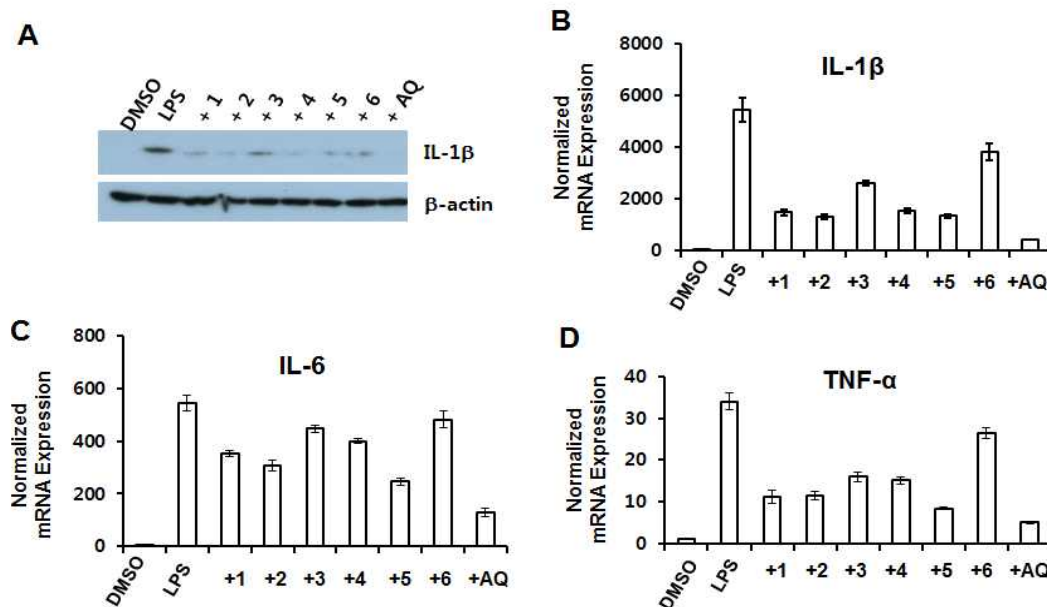 A
DMSO
LPS
+ 1
+ 2
+ 3
+ 4
+ 5
+ 6
+ AQ
IL-1β
β-actin
B
IL-1β
Normalized
mRNA Expression
8000
6000
4000
2000
0
DMSO
LPS
+1
+2
+3
+4
+5
+6
+AQ
C
IL-6
Normalized
mRNA Expression
800
600
400
200
0
DMSO
LPS
+1
+2
+3
+4
+5
+6
+AQ
D
TNF-α
Normalized
mRNA Expression
40
30
20
10
0
DMSO
LPS
+1
+2
+3
+4
+5
+6
+AQ